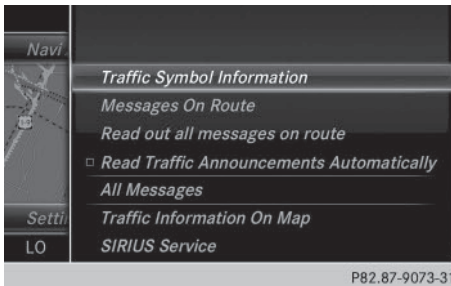 Navi
Traffic Symbol Information
Messages On Route
Read out all messages on route
Read Traffic Announcements Automatically
All Messages
Traffic Information On Map
SIRIUS Service
LO
P82.87-9073-31